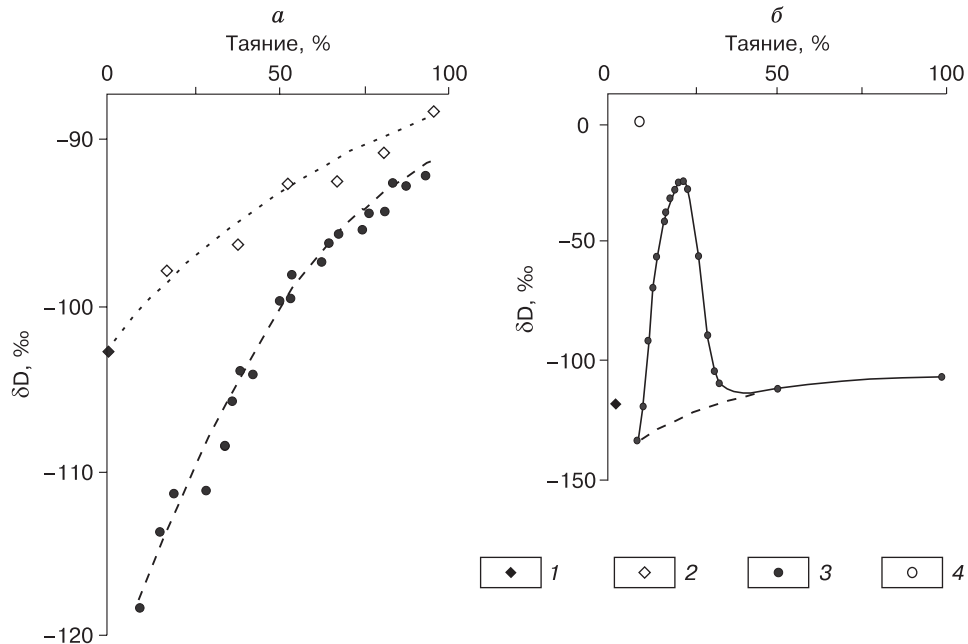 а
Таяние, %
0 50 100
–90
–100
–110
–120
δD, ‰
б
Таяние, %
0 50 100
0
–50
–100
–150
δD, ‰
1 2 3 4